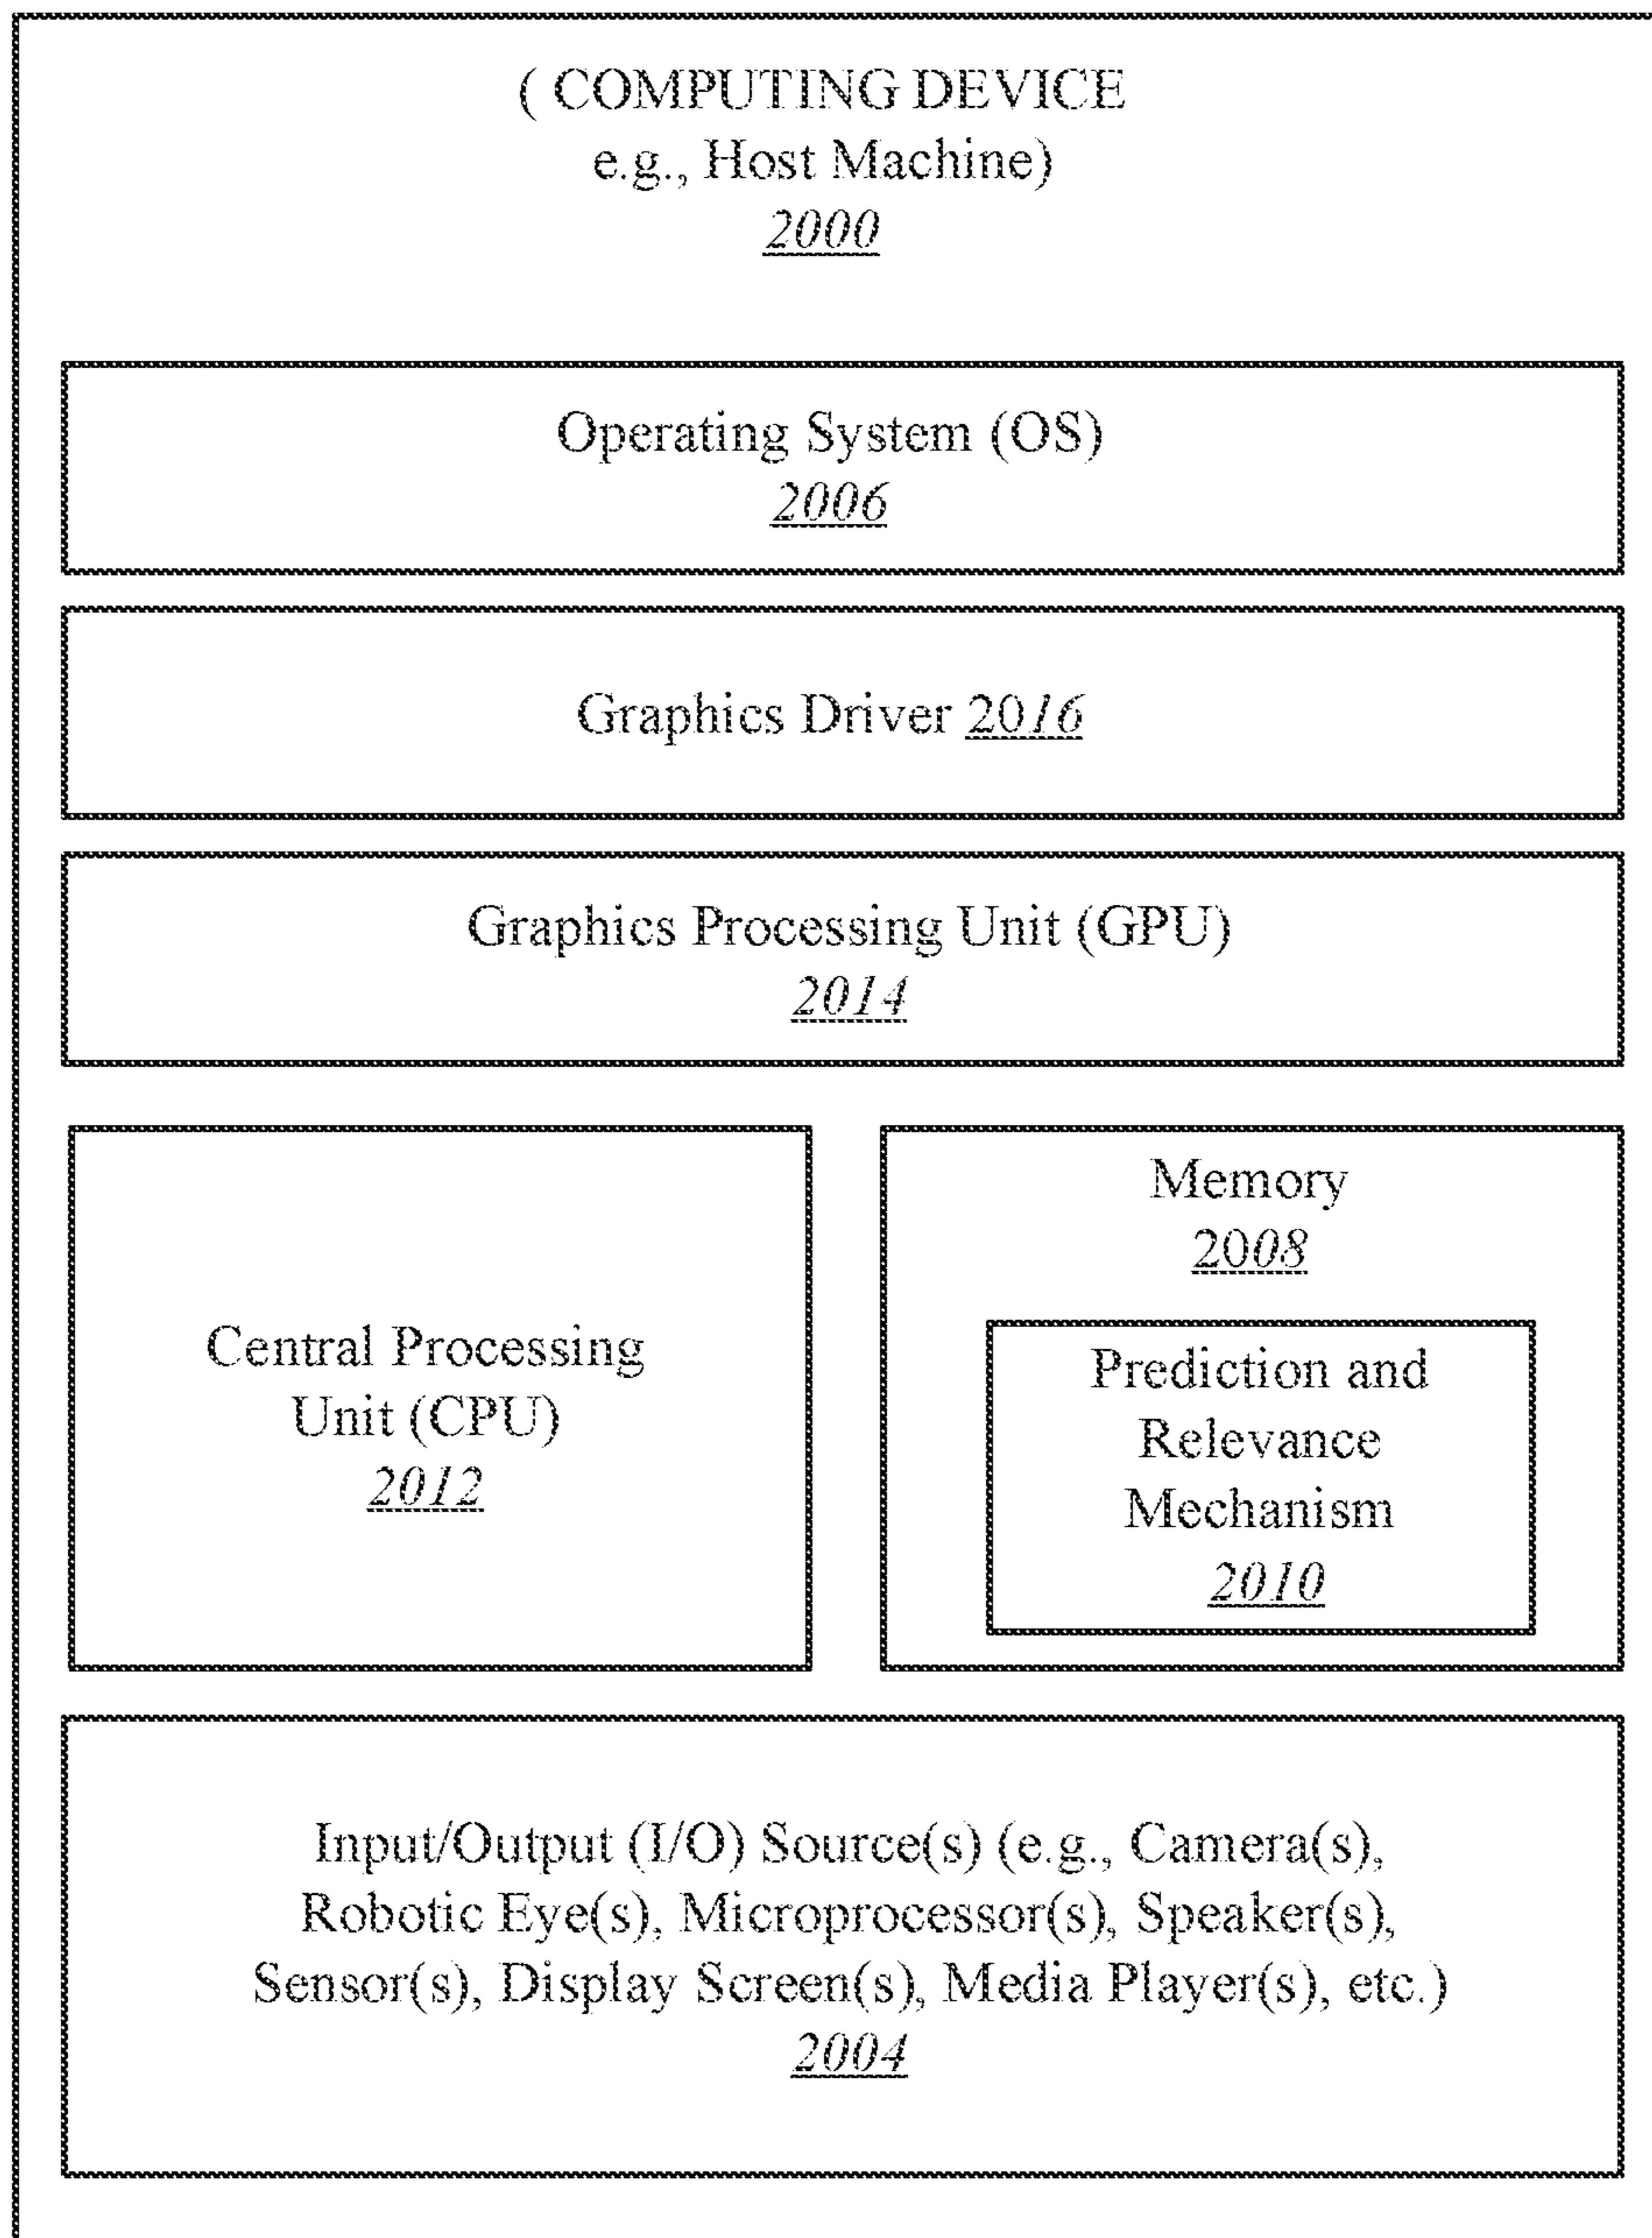 ( COMPUTING DEVICE
e.g., Host Machine)
2000
Operating System (OS)
2006
Graphics Driver 2016
Graphics Processing Unit (GPU)
2014
Central Processing
Unit (CPU)
2012
Memory
2008
Prediction and
Relevance
Mechanism
2010
Input/Output (I/O) Source(s) (e.g., Camera(s),
Robotic Eye(s), Microprocessor(s), Speaker(s),
Sensor(s), Display Screen(s), Media Player(s), etc.)
2004